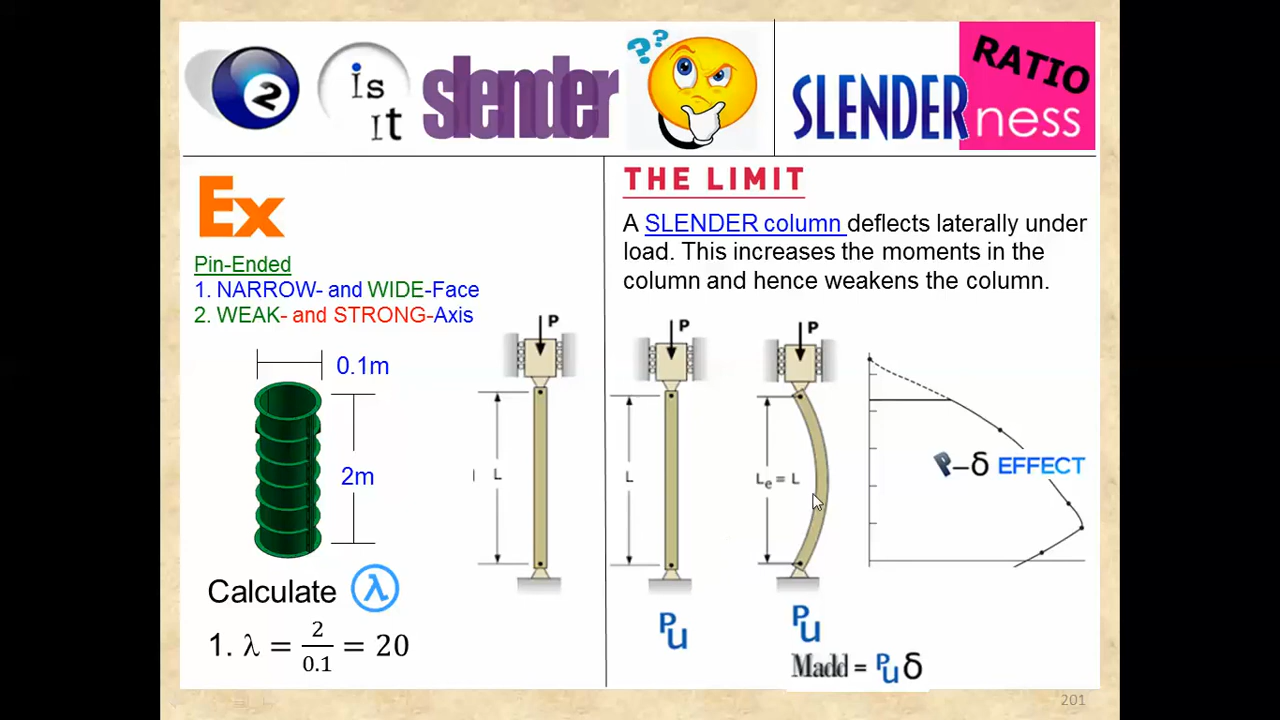 2 is It slender ??
SLENDERness RATIO
Ex
Pin-Ended
1. NARROW- and WIDE-Face
2. WEAK- and STRONG-Axis
0.1m
2m
P
L
Calculate λ
1. λ = 2/0.1 = 20
THE LIMIT
A SLENDER column deflects laterally under
load. This increases the moments in the
column and hence weakens the column.
P
L
Pu
P
Le = L
Pu
Madd = Pu δ
P–δ EFFECT
201